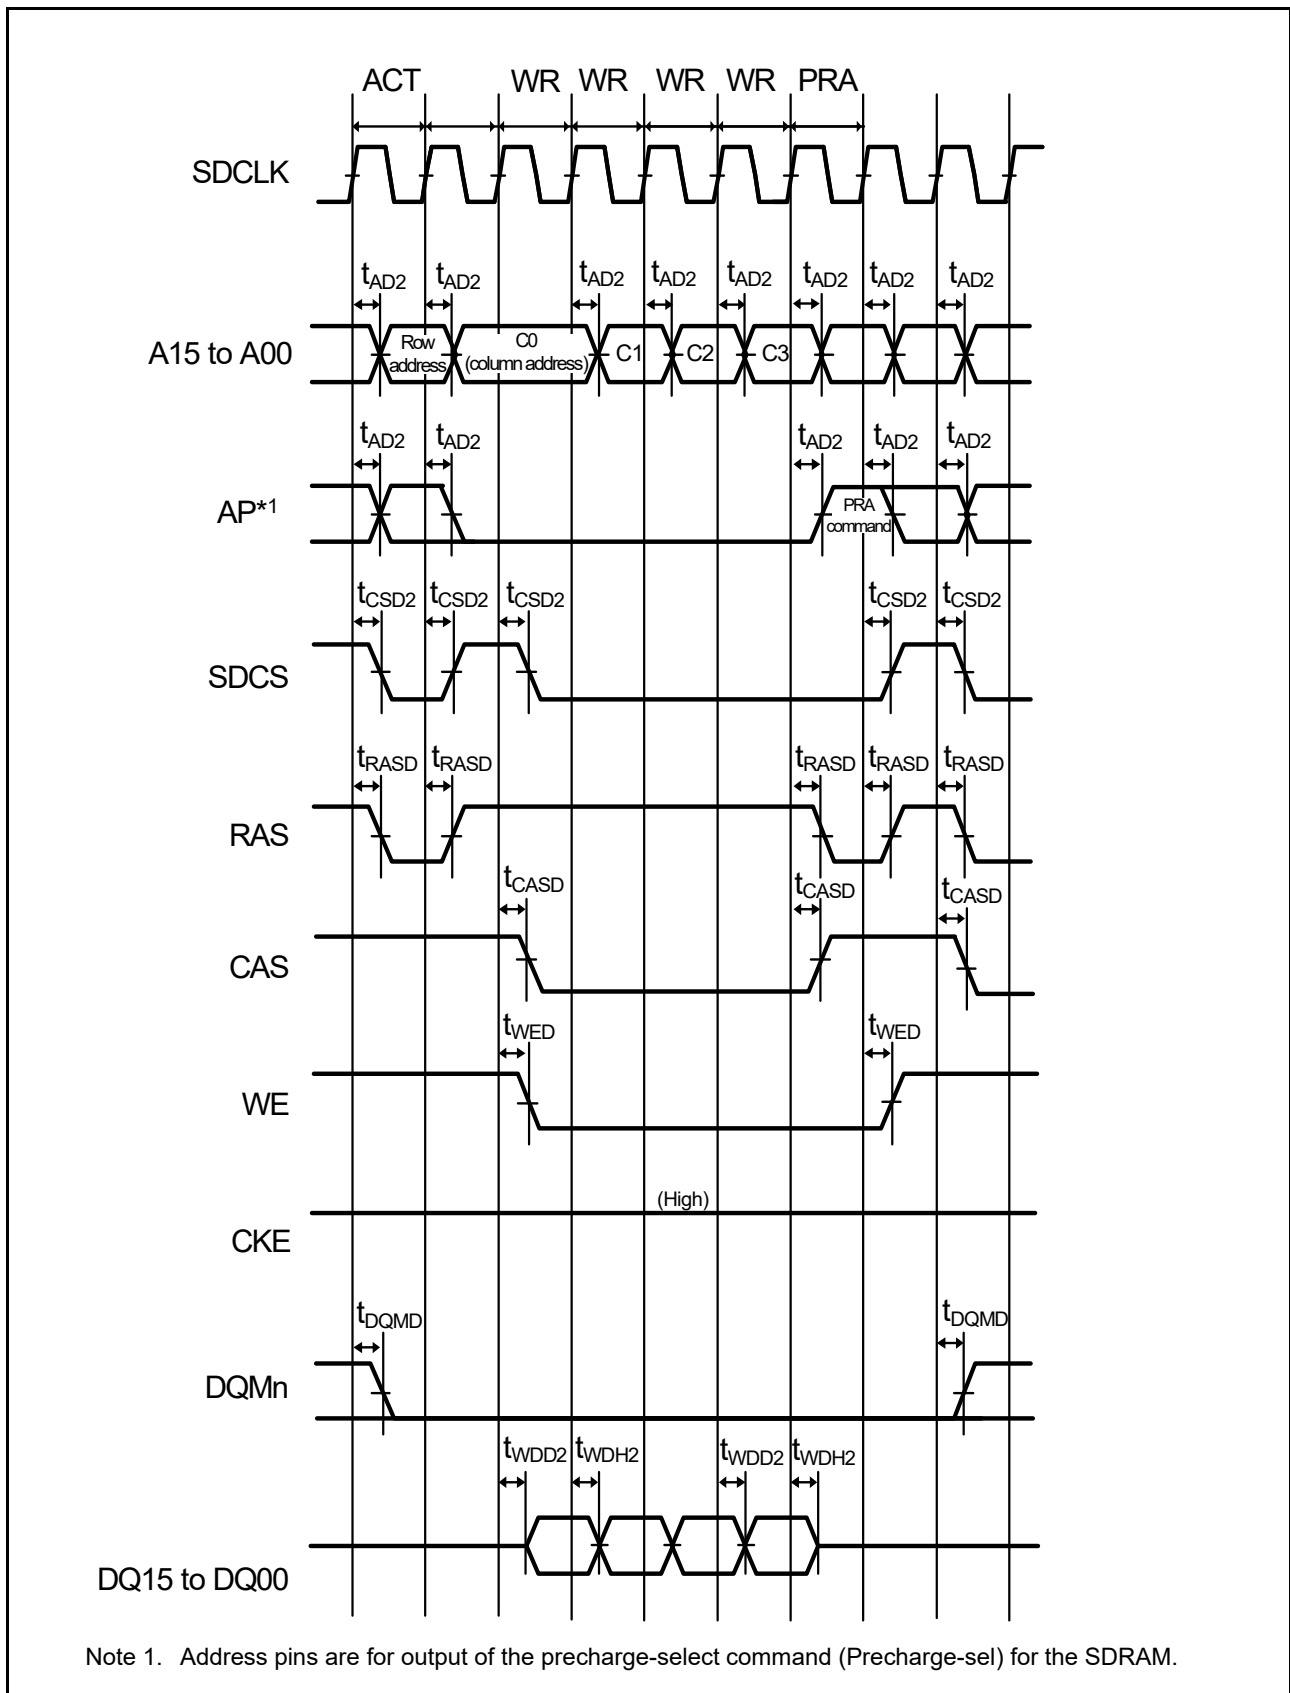 ACT WR WR WR WR PRA
SDCLK
tAD2 tAD2 tAD2 tAD2 tAD2 tAD2 tAD2 tAD2
A15 to A00
Row address
C0 (column address)
C1 C2 C3
tAD2 tAD2 tAD2 tAD2 tAD2
AP*1
PRA command
tCSD2 tCSD2 tCSD2 tCSD2 tCSD2
SDCS
tRASD tRASD tRASD tRASD tRASD
RAS
tCASD tCASD tCASD
CAS
tWED tWED
WE
(High)
CKE
tDQMD tDQMD
DQMn
tWDD2 tWDH2 tWDD2 tWDH2
DQ15 to DQ00
Note 1. Address pins are for output of the precharge-select command (Precharge-sel) for the SDRAM.